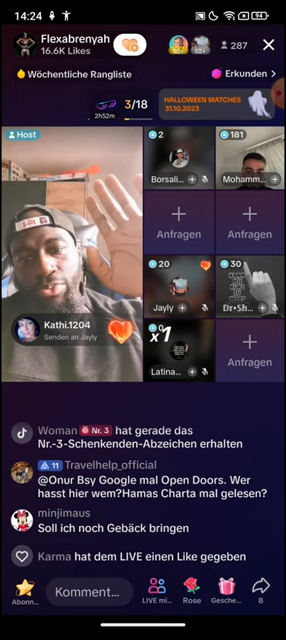 14:24
94
Flexabrenyah
16.6K Likes
287
Wöchentliche Rangliste
Erkunden >
2h52m
3/18
HALLOWEEN MATCHES
31.10.2023
Host
2
Borsali...
181
Mohamm...
Anfragen
Anfragen
20
Jayly
30
Dr•Sh...
Kathi.1204
Senden an Jayly
x1
Latina...
Anfragen
Woman Nr. 3 hat gerade das
Nr.-3-Schenkenden-Abzeichen erhalten
11 Travelhelp_official
@Onur Bsy Google mal Open Doors. Wer
hasst hier wem?Hamas Charta mal gelesen?
minjimaus
Soll ich noch Gebäck bringen
Karma hat dem LIVE einen Like gegeben
Abonn...
Komment...
LIVE mi...
Rose
Gesche...
8